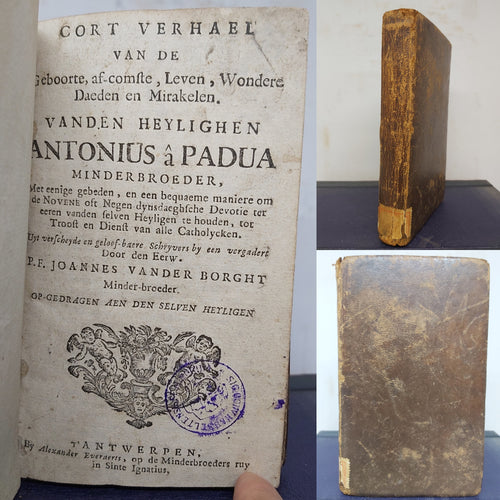 CORT VERHAEL
VAN DE
Geboorte, af-comste, Leven, Wondere
Daeden en Mirakelen.
VANDEN HEYLIGHEN
ANTONIUS â PADUA
MINDERBROEDER,
Met eenige gebeden, en een bequaeme maniere om
de NOVENE oft Negen dynsdaeghsche Devotie ter
eeren vanden selven Heyligen te houden, tot
Troost en Dienst van alle Catholycken.
Uyt verscheyde en geloof-baere Schryvers by een vergadert
Door den Eerw.
P. F. JOANNES VANDER BORGHT
Minder-broeder.
OP-GEDRAGEN AEN DEN SELVEN HEYLIGEN
T'ANTWERPEN,
By Alexander Everaerts, op de Minderbroeders ruy
in Sinte Ignatius,